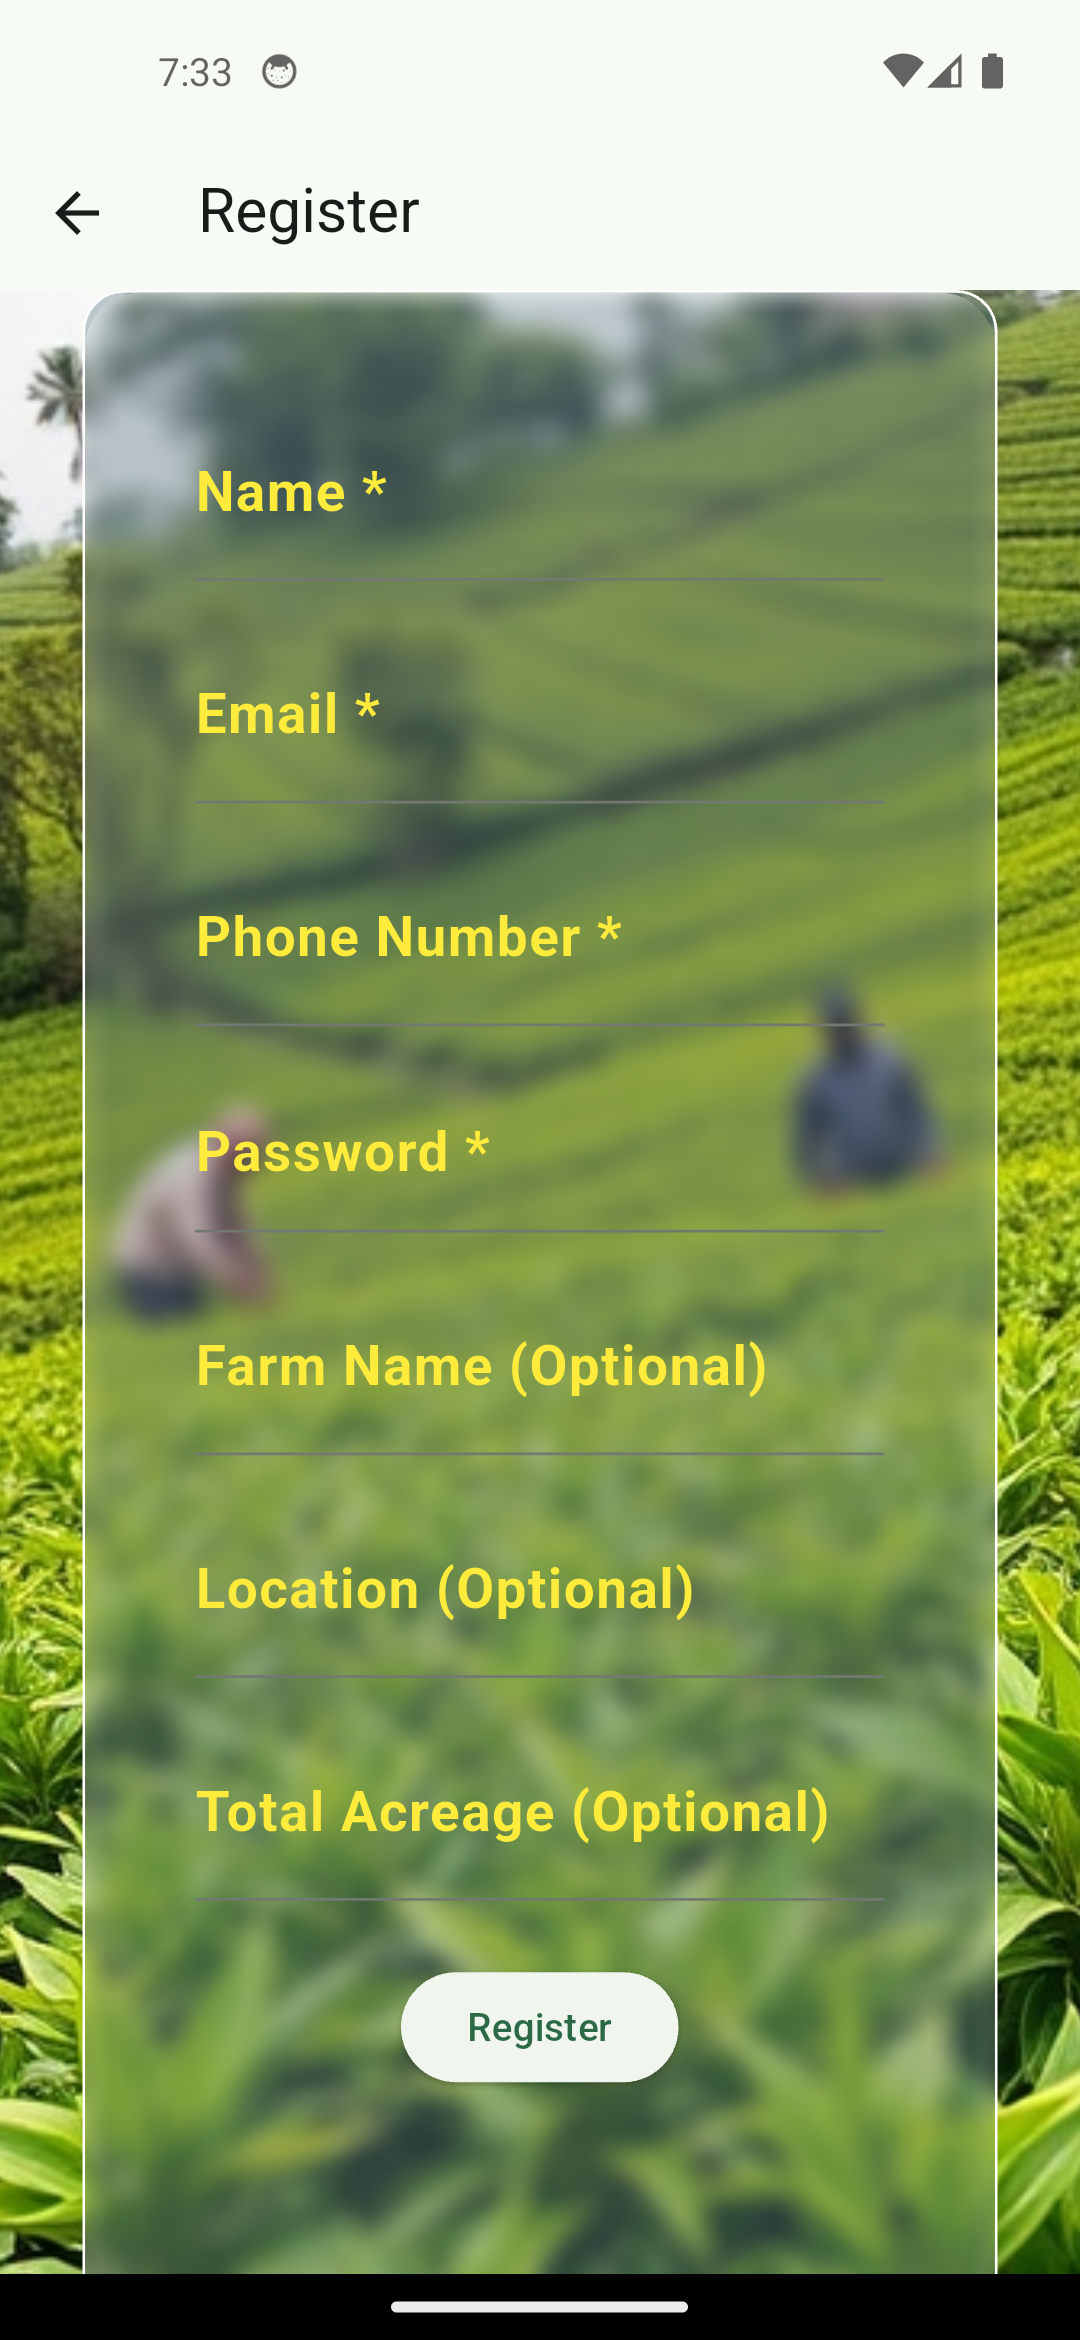 7:33
Register
Name *
Email *
Phone Number *
Password *
Farm Name (Optional)
Location (Optional)
Total Acreage (Optional)
Register